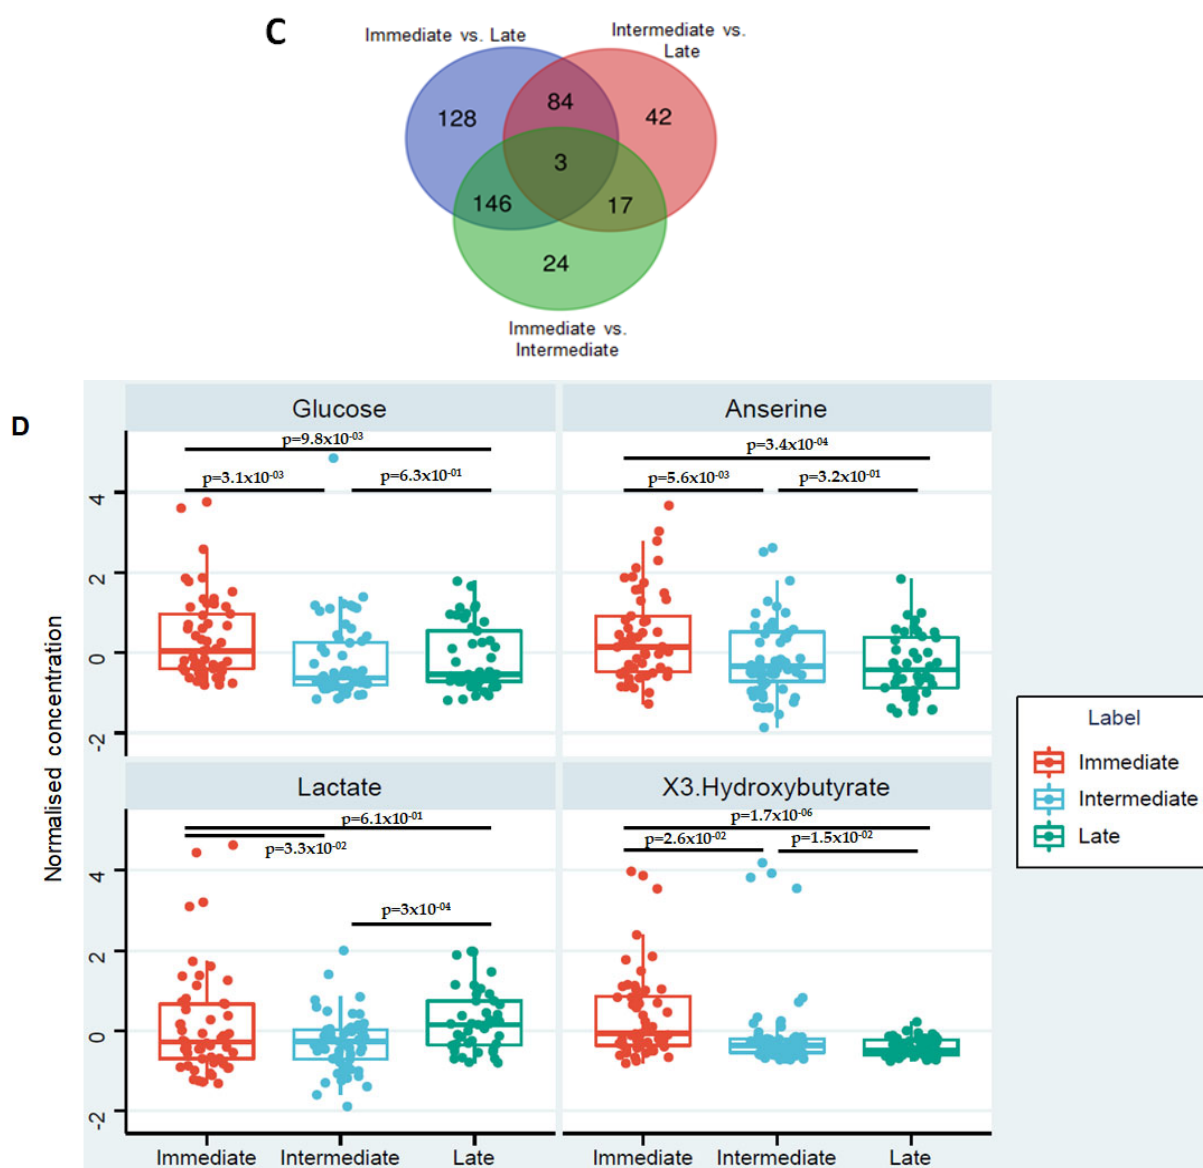 C
Immediate vs. Late
Intermediate vs.
Late
128
84
42
3
146
17
24
Immediate vs.
Intermediate
D
Glucose
Anserine
p=9.8x10-03
p=3.1x10-03
p=6.3x10-01
p=3.4x10-04
p=5.6x10-03
p=3.2x10-01
4
2
0
-2
Normalised concentration
Lactate
X3.Hydroxybutyrate
p=6.1x10-01
p=3.3x10-02
p=3x10-04
p=1.7x10-06
p=2.6x10-02
p=1.5x10-02
4
2
0
-2
Immediate
Intermediate
Late
Immediate
Intermediate
Late
Label
Immediate
Intermediate
Late